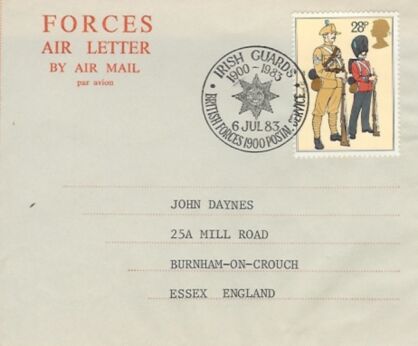 FORCES
AIR LETTER
BY AIR MAIL
par avion
IRISH GUARDS
1900 - 1983
6 JUL 83
BRITISH FORCES 1900 POSTAL SERVICE
28P
JOHN DAYNES
25A MILL ROAD
BURNHAM-ON-CROUCH
ESSEX ENGLAND